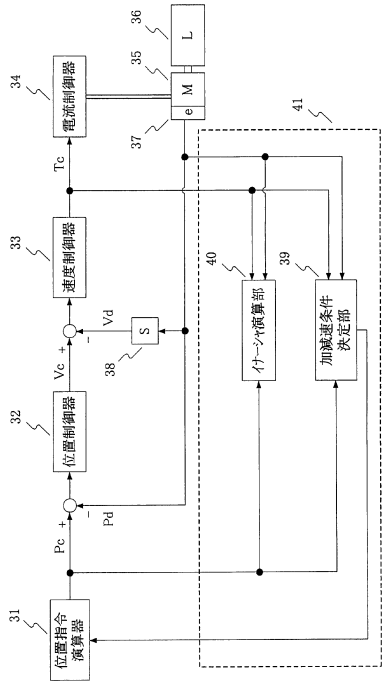 31
位置指令
演算器
Pc
+
−
Pd
32
位置制御器
Vc
+
−
Vd
S
38
33
速度制御器
Tc
34
電流制御器
36
35
37
L
M
e
41
40
イナーシャ演算部
39
加減速条件
決定部